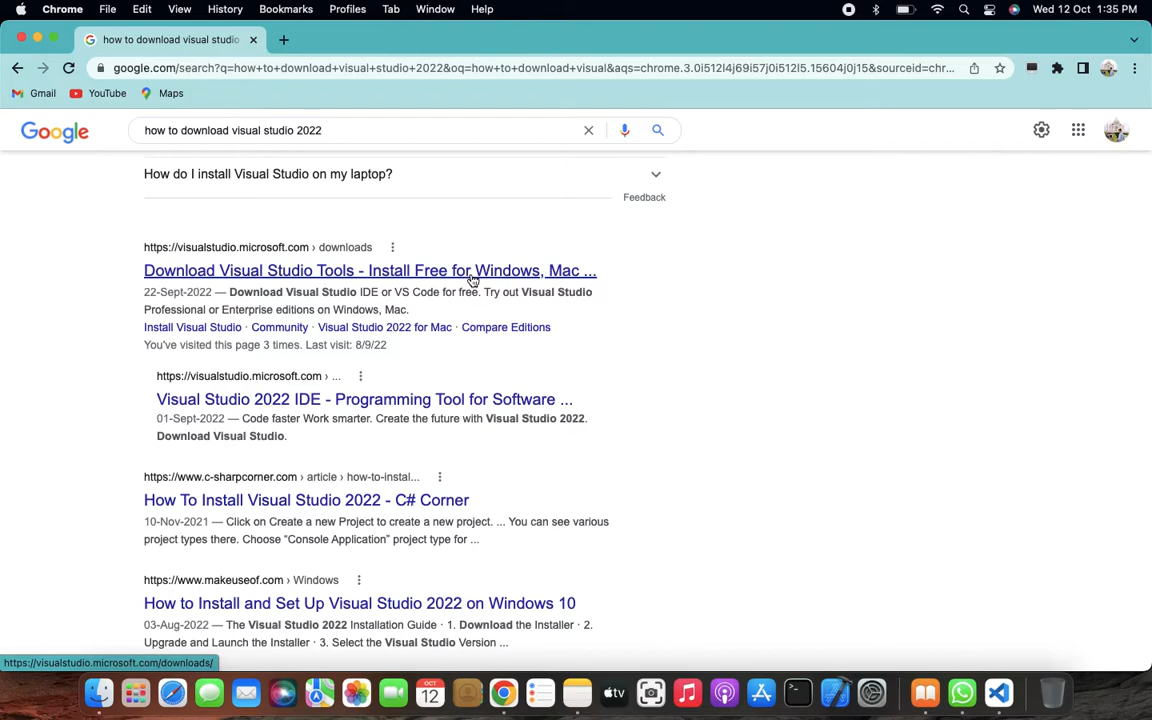 Chrome File Edit View History Bookmarks Profiles Tab Window Help Wed 12 Oct 1:35 PM
how to download visual studio
google.com/search?q=how+to+download+visual+studio+2022&oq=how+to+download+visual&aqs=chrome.3.0i512l4j69i57j0i512l5.15604j0j15&sourceid=chr...
Gmail YouTube Maps
Google how to download visual studio 2022
How do I install Visual Studio on my laptop?
Feedback
https://visualstudio.microsoft.com › downloads
Download Visual Studio Tools - Install Free for Windows, Mac ...
22-Sept-2022 — Download Visual Studio IDE or VS Code for free. Try out Visual Studio
Professional or Enterprise editions on Windows, Mac.
Install Visual Studio · Community · Visual Studio 2022 for Mac · Compare Editions
You've visited this page 3 times. Last visit: 8/9/22
https://visualstudio.microsoft.com › ...
Visual Studio 2022 IDE - Programming Tool for Software ...
01-Sept-2022 — Code faster Work smarter. Create the future with Visual Studio 2022.
Download Visual Studio.
https://www.c-sharpcorner.com › article › how-to-instal...
How To Install Visual Studio 2022 - C# Corner
10-Nov-2021 — Click on Create a new Project to create a new project. ... You can see various
project types there. Choose “Console Application” project type for ...
https://www.makeuseof.com › Windows
How to Install and Set Up Visual Studio 2022 on Windows 10
03-Aug-2022 — The Visual Studio 2022 Installation Guide · 1. Download the Installer · 2.
Upgrade and Launch the Installer · 3. Select the Visual Studio Version ...
https://visualstudio.microsoft.com/downloads/
OCT
12
tv